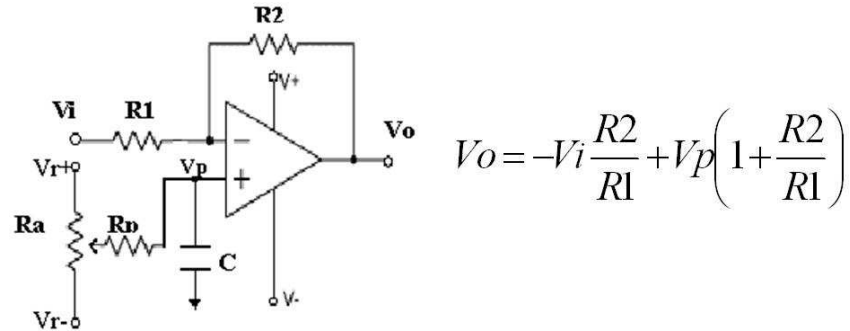 R2
V+
Vi
R1
Vo
Vr+
Vp
Ra
Rp
C
Vr-
V-
−
+
Vo = −Vi R2/R1 + Vp(1 + R2/R1)